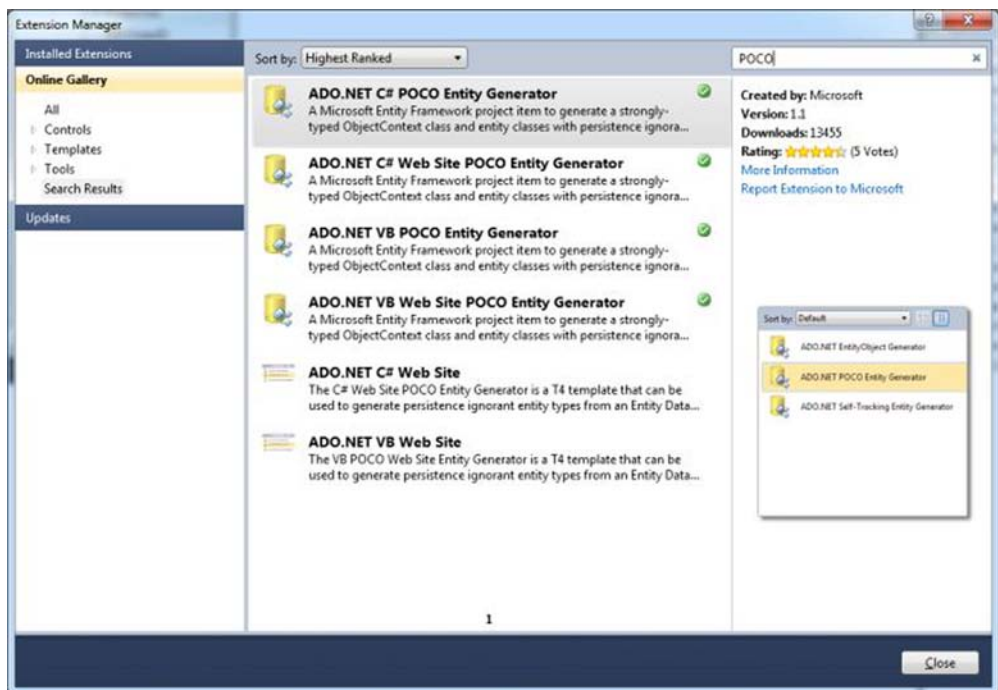 Extension Manager
Installed Extensions
Online Gallery
All
Controls
Templates
Tools
Search Results
Updates
Sort by: Highest Ranked
ADO.NET C# POCO Entity Generator
A Microsoft Entity Framework project item to generate a strongly-
typed ObjectContext class and entity classes with persistence ignora...
ADO.NET C# Web Site POCO Entity Generator
A Microsoft Entity Framework project item to generate a strongly-
typed ObjectContext class and entity classes with persistence ignora...
ADO.NET VB POCO Entity Generator
A Microsoft Entity Framework project item to generate a strongly-
typed ObjectContext class and entity classes with persistence ignora...
ADO.NET VB Web Site POCO Entity Generator
A Microsoft Entity Framework project item to generate a strongly-
typed ObjectContext class and entity classes with persistence ignora...
ADO.NET C# Web Site
The C# Web Site POCO Entity Generator is a T4 template that can be
used to generate persistence ignorant entity types from an Entity Data...
ADO.NET VB Web Site
The VB POCO Web Site Entity Generator is a T4 template that can be
used to generate persistence ignorant entity types from an Entity Data...
1
POCO
Created by: Microsoft
Version: 1.1
Downloads: 13455
Rating: (5 Votes)
More Information
Report Extension to Microsoft
Sort by: Default
ADO.NET EntityObject Generator
ADO.NET POCO Entity Generator
ADO.NET Self-Tracking Entity Generator
Close